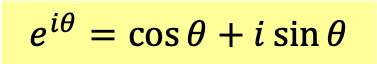 e^{iθ} = cos θ + i sin θ